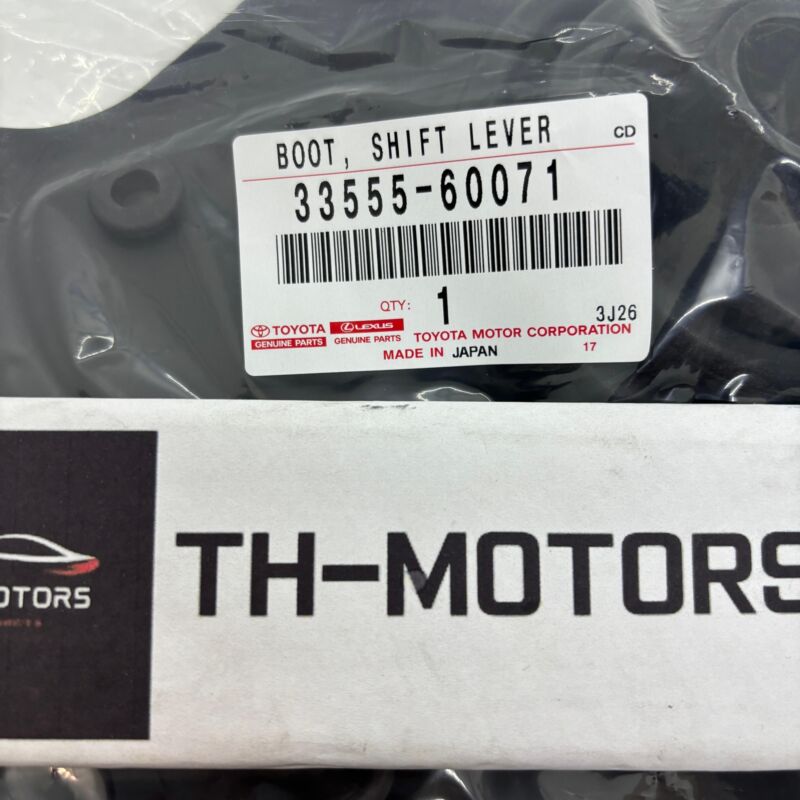 BOOT, SHIFT LEVER CD
33555-60071
QTY: 1 3J26
TOYOTA LEXUS TOYOTA MOTOR CORPORATION
GENUINE PARTS GENUINE PARTS
MADE IN JAPAN 17
TH-MOTORS
OTORS